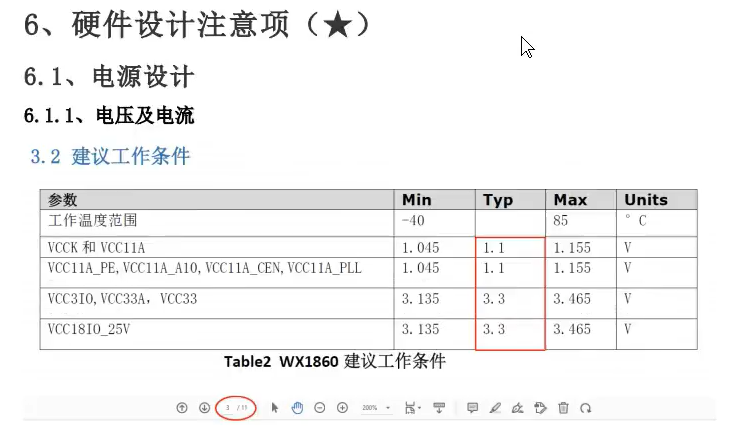 6、硬件设计注意项（★）
6.1、电源设计
6.1.1、电压及电流
3.2 建议工作条件
参数 Min Typ Max Units
工作温度范围 -40 85 °C
VCCK 和 VCC11A 1.045 1.1 1.155 V
VCC11A_PE,VCC11A_A10,VCC11A_CEN,VCC11A_PLL 1.045 1.1 1.155 V
VCC3IO,VCC33A，VCC33 3.135 3.3 3.465 V
VCC18IO_25V 3.135 3.3 3.465 V
Table2 WX1860 建议工作条件
3 / 11 200%